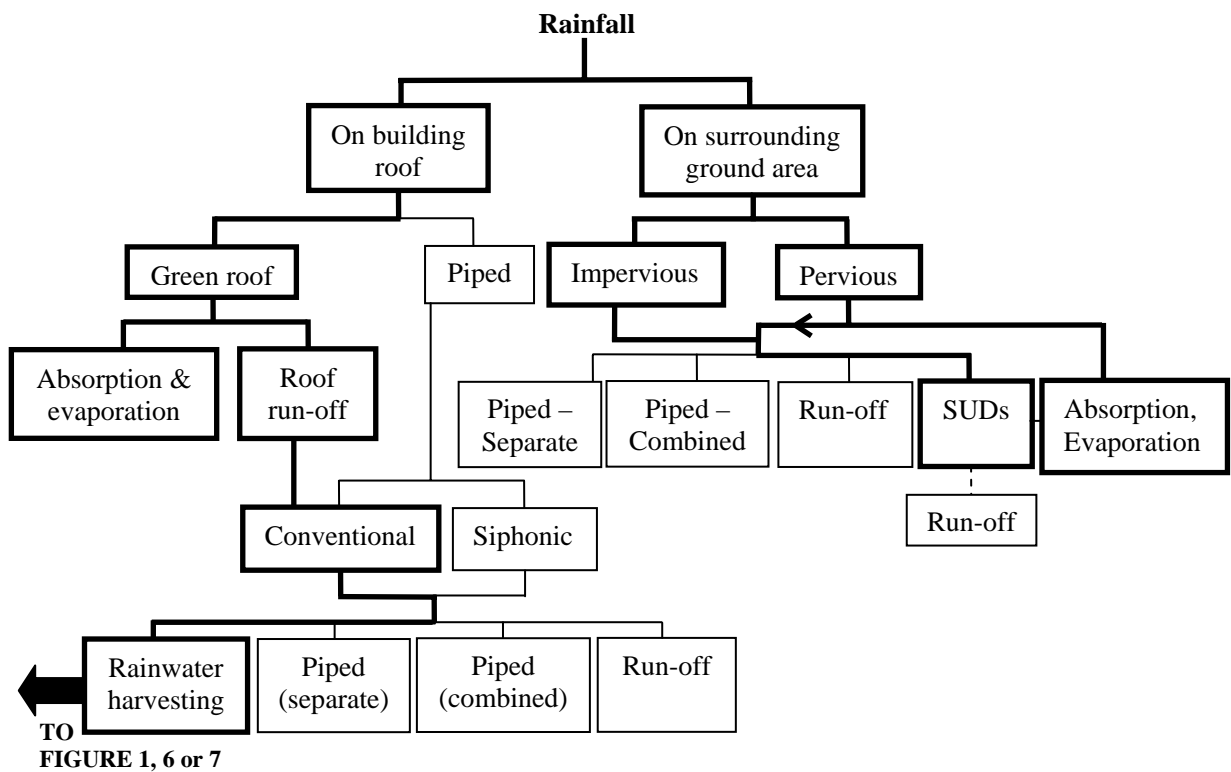 Rainfall
On building
roof
On surrounding
ground area
Green roof
Piped
Impervious
Pervious
Absorption &
evaporation
Roof
run-off
Piped –
Separate
Piped –
Combined
Run-off
SUDs
Absorption,
Evaporation
Run-off
Conventional
Siphonic
Rainwater
harvesting
Piped
(separate)
Piped
(combined)
Run-off
TO
FIGURE 1, 6 or 7